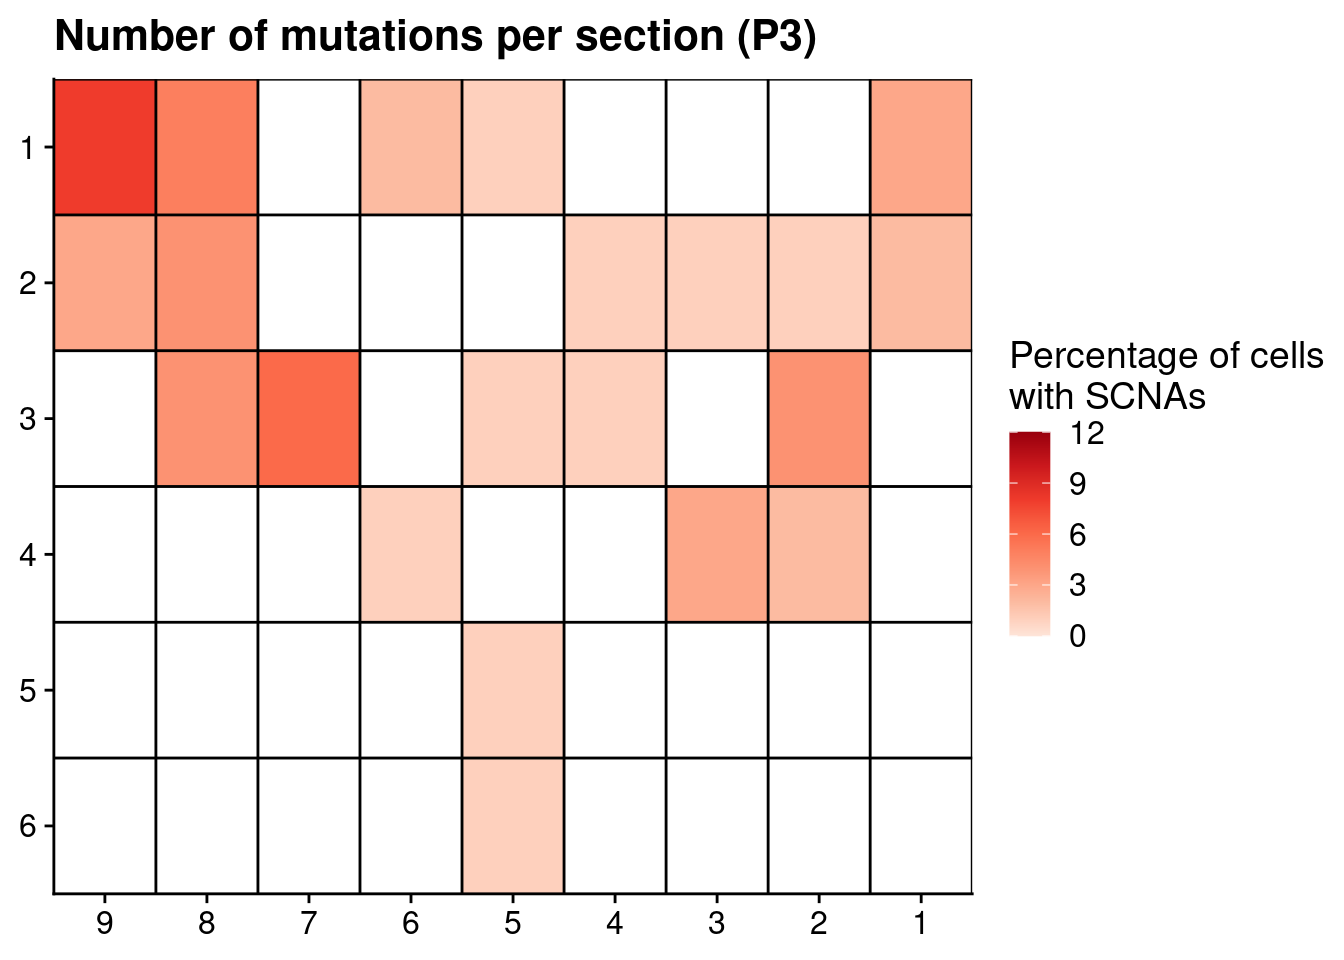 Number of mutations per section (P3)
1
2
3
4
5
6
9 8 7 6 5 4 3 2 1
Percentage of cells
with SCNAs
12
9
6
3
0